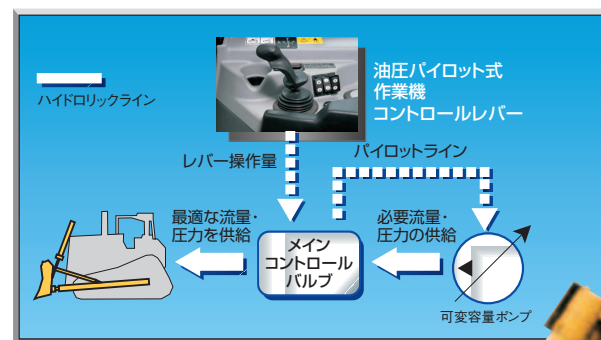 油圧パイロット式
作業機
コントロールレバー
ハイドロリックライン
レバー操作量
パイロットライン
最適な流量・
圧力を供給
必要流量・
圧力の供給
メイン
コントロール
バルブ
可変容量ポンプ